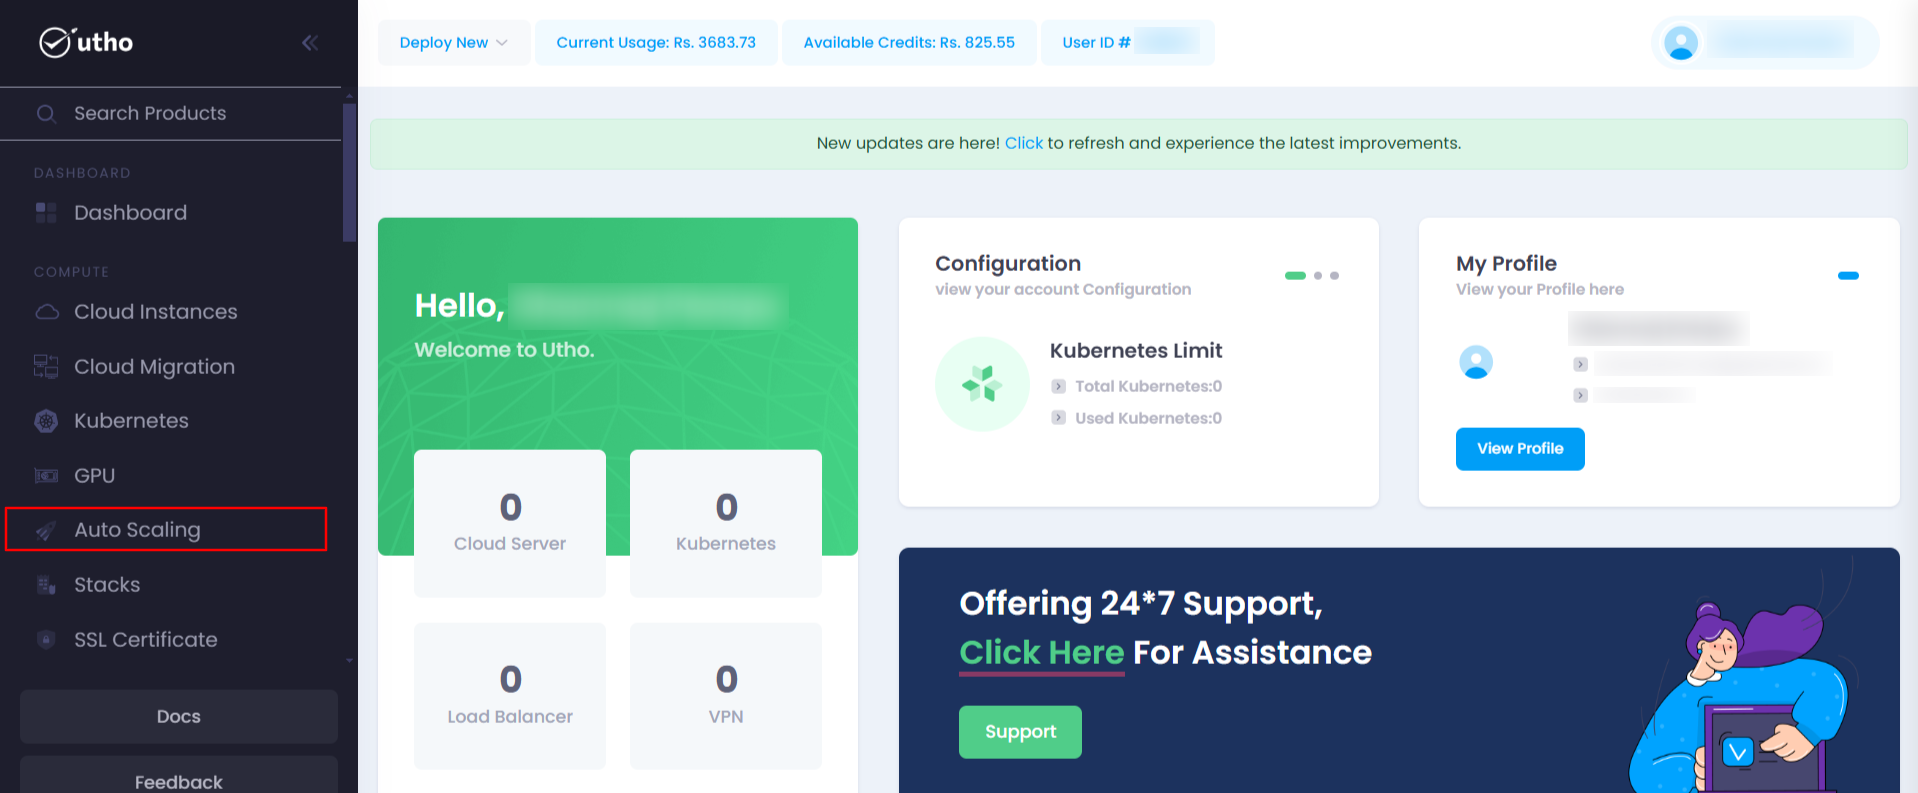 utho
Search Products
DASHBOARD
Dashboard
COMPUTE
Cloud Instances
Cloud Migration
Kubernetes
GPU
Auto Scaling
Stacks
SSL Certificate
Docs
Feedback
Deploy New
Current Usage: Rs. 3683.73
Available Credits: Rs. 825.55
User ID #
New updates are here! Click to refresh and experience the latest improvements.
Hello,
Welcome to Utho.
0
Cloud Server
0
Kubernetes
0
Load Balancer
0
VPN
Configuration
view your account Configuration
Kubernetes Limit
Total Kubernetes:0
Used Kubernetes:0
My Profile
View your Profile here
View Profile
Offering 24*7 Support,
Click Here For Assistance
Support